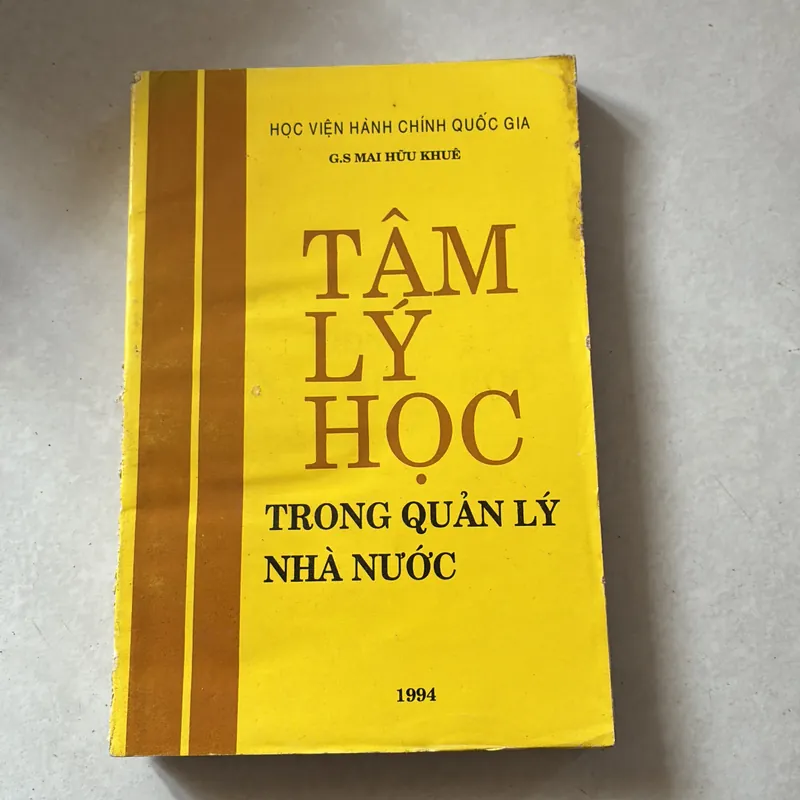 HỌC VIỆN HÀNH CHÍNH QUỐC GIA
G.S MAI HỮU KHUÊ
TÂM
LÝ
HỌC
TRONG QUẢN LÝ
NHÀ NƯỚC
1994